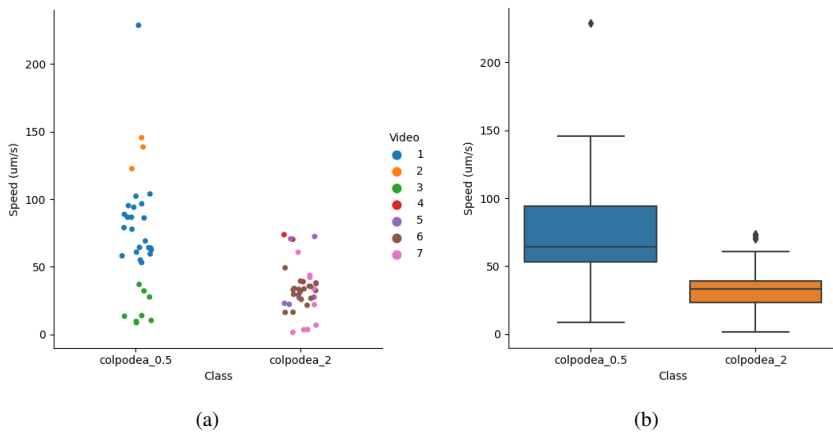 200
150
100
50
0
Speed (um/s)
colpodea_0.5
colpodea_2
Class
Video
1
2
3
4
5
6
7
(a)
200
150
100
50
0
Speed (um/s)
colpodea_0.5
colpodea_2
Class
(b)